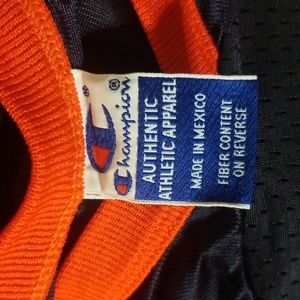 Champion
AUTHENTIC
ATHLETIC APPAREL
MADE IN MEXICO
FIBER CONTENT
ON REVERSE